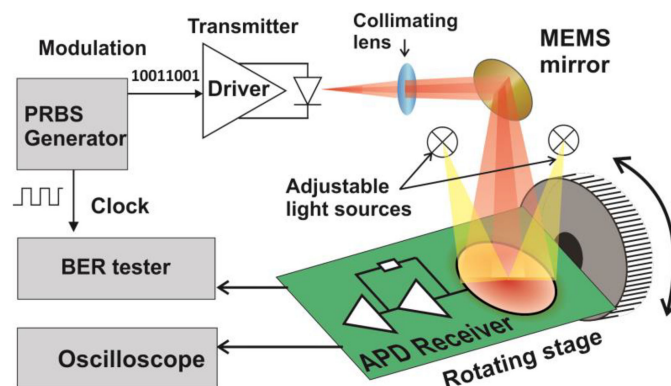 Transmitter
Collimating
lens
Modulation
MEMS
mirror
10011001
Driver
PRBS
Generator
Adjustable
light sources
Clock
BER tester
APD Receiver
Rotating stage
Oscilloscope